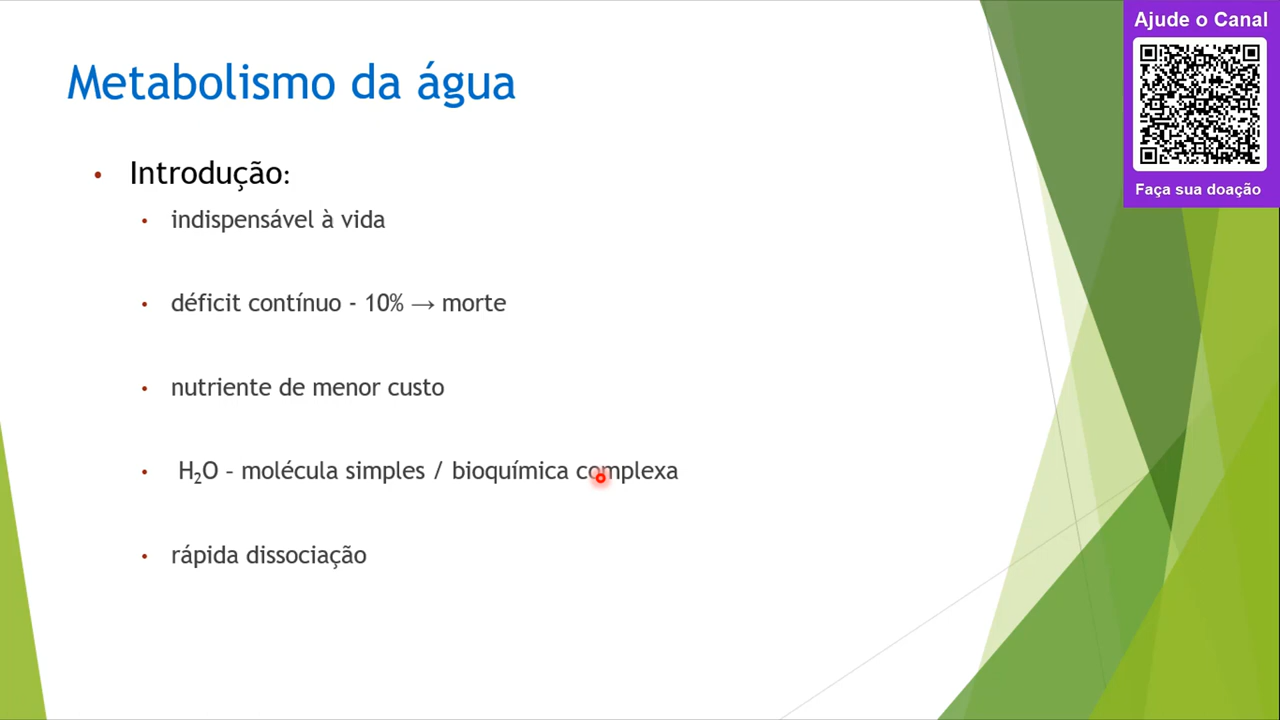 Ajude o Canal
Faça sua doação
Metabolismo da água
• Introdução:
• indispensável à vida
• déficit contínuo - 10% → morte
• nutriente de menor custo
• H₂O – molécula simples / bioquímica complexa
• rápida dissociação